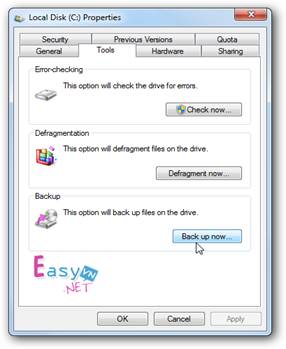 Local Disk (C:) Properties
Security Previous Versions Quota
General Tools Hardware Sharing
Error-checking
This option will check the drive for errors.
Check now...
Defragmentation
This option will defragment files on the drive.
Defragment now...
Backup
This option will back up files on the drive.
Back up now...
Easy VN
.NET
OK Cancel Apply